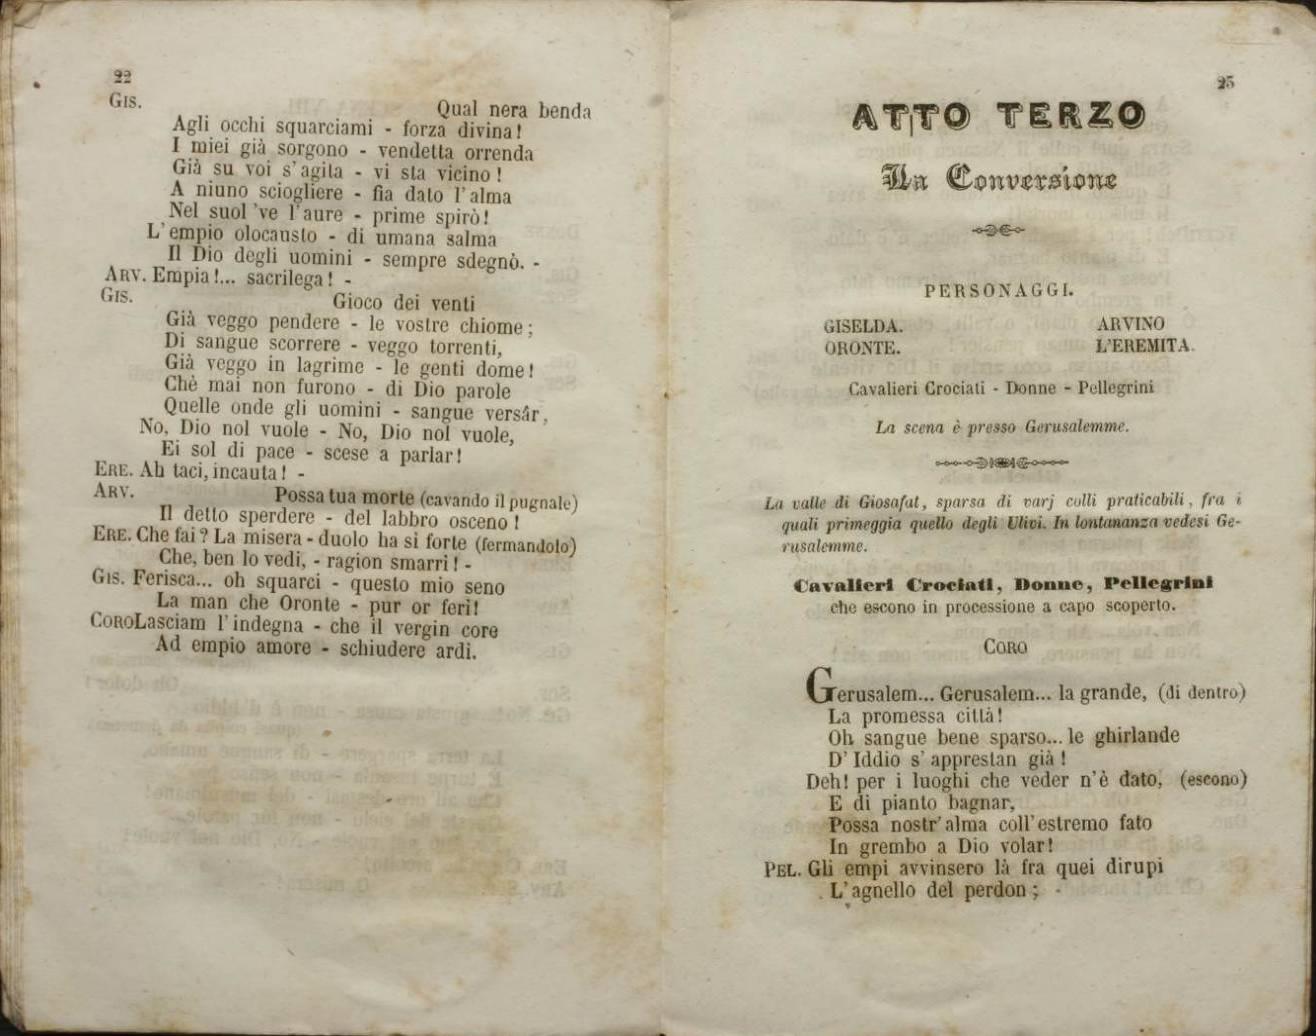 22
GIS. Qual nera benda
Agli occhi squarciami - forza divina!
I miei già sorgono - vendetta orrenda
Già su voi s'agita - vi sta vicino!
A niuno sciogliere - fia dato l'alma
Nel suol 've l'aure - prime spirò!
L'empio olocausto - di umana salma
Il Dio degli uomini - sempre sdegnò. -
ARV. Empia!... sacrilega! -
GIS. Gioco dei venti
Già veggo pendere - le vostre chiome;
Di sangue scorrere - veggo torrenti,
Già veggo in lagrime - le genti dome!
Chè mai non furono - di Dio parole
Quelle onde gli uomini - sangue versâr,
No, Dio nol vuole - No, Dio nol vuole,
Ei sol di pace - scese a parlar!
ERE. Ah taci, incauta! -
ARV. Possa tua morte (cavando il pugnale)
Il detto sperdere - del labbro osceno!
ERE. Che fai? La misera - duolo ha si forte (fermandolo)
Che, ben lo vedi, - ragion smarrì! -
GIS. Ferisca... oh squarci - questo mio seno
La man che Oronte - pur or ferì!
CORO Lasciam l'indegna - che il vergin core
Ad empio amore - schiudere ardì.
23
ATTO TERZO
La Conversione
PERSONAGGI.
GISELDA. ARVINO
ORONTE. L'EREMITA.
Cavalieri Crociati - Donne - Pellegrini
La scena è presso Gerusalemme.
La valle di Giosafat, sparsa di varj colli praticabili, fra i
quali primeggia quello degli Ulivi. In lontananza vedesi Ge-
rusalemme.
Cavalieri Crociati, Donne, Pellegrini
che escono in processione a capo scoperto.
CORO
Gerusalem... Gerusalem... la grande, (di dentro)
La promessa città!
Oh sangue bene sparso... le ghirlande
D'Iddio s'apprestan già!
Deh! per i luoghi che veder n'è dato, (escono)
E di pianto bagnar,
Possa nostr'alma coll'estremo fato
In grembo a Dio volar!
PEL. Gli empi avvinsero là fra quei dirupi
L'agnello del perdon; -